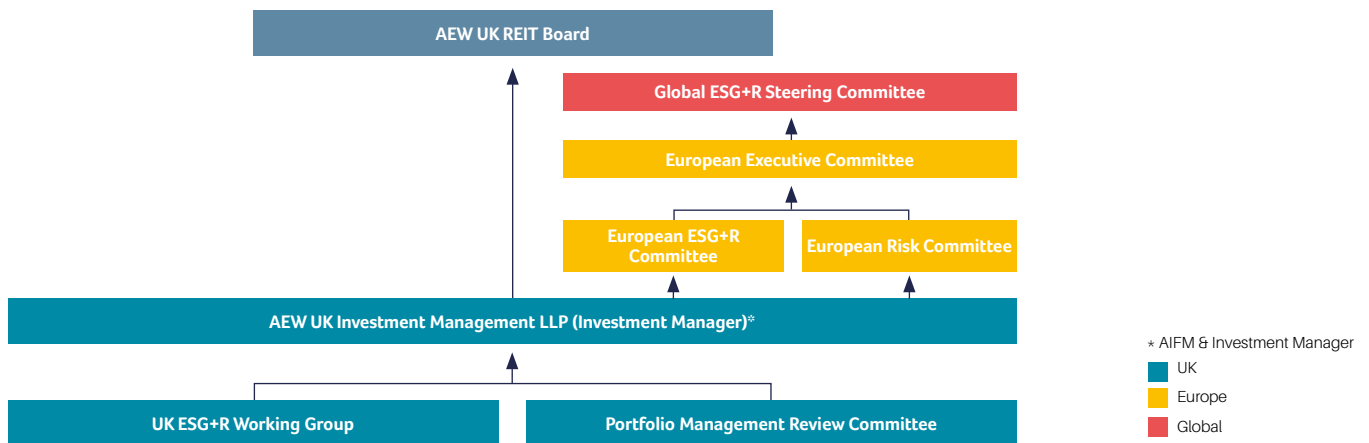 AEW UK REIT Board
Global ESG+R Steering Committee
European Executive Committee
European ESG+R
Committee
European Risk Committee
AEW UK Investment Management LLP (Investment Manager)*
UK ESG+R Working Group
Portfolio Management Review Committee
* AIFM & Investment Manager
UK
Europe
Global